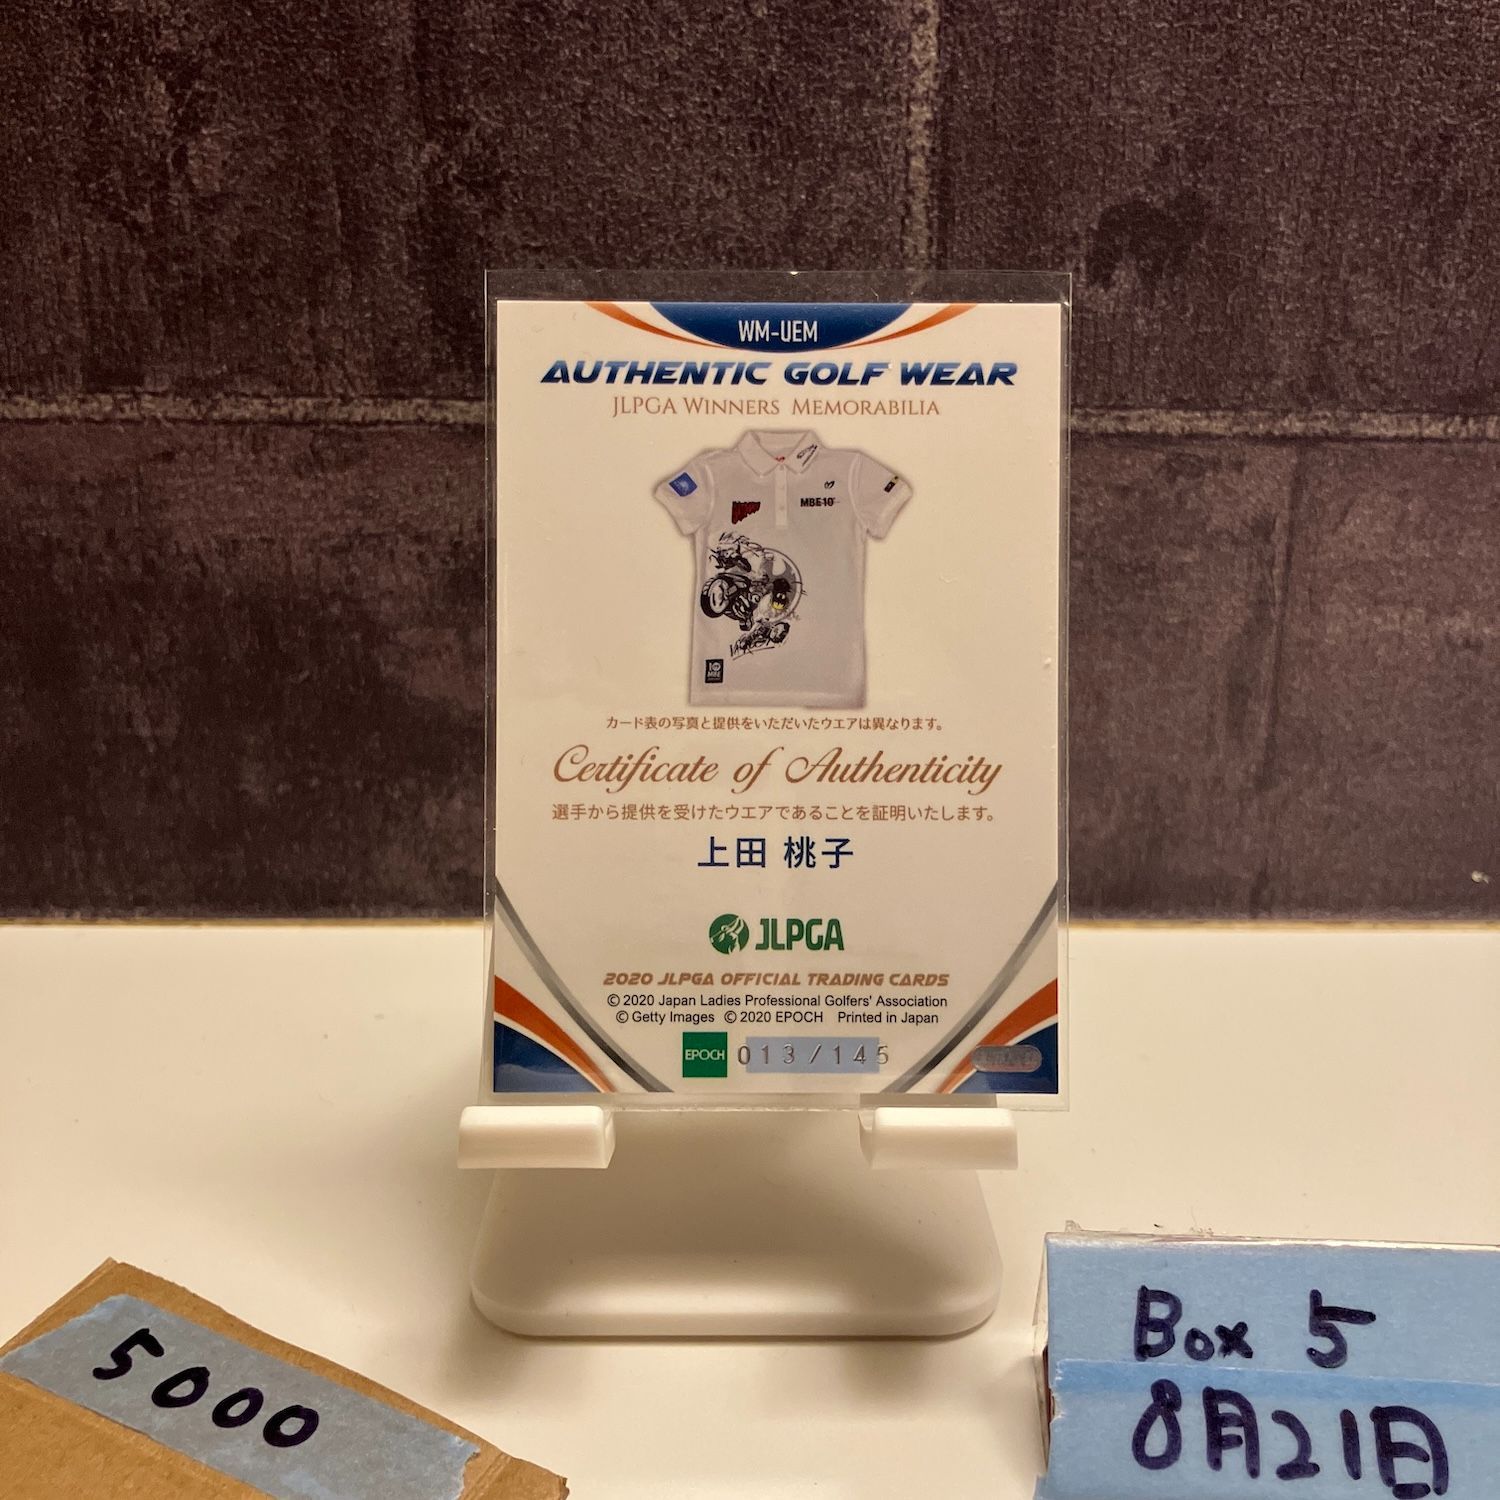 WM-UEM
AUTHENTIC GOLF WEAR
JLPGA WINNERS MEMORABILIA
MBE10
10
MBE
カード表の写真と提供をいただいたウエアは異なります。
Certificate of Authenticity
選手から提供を受けたウエアであることを証明いたします。
上田 桃子
JLPGA
2020 JLPGA OFFICIAL TRADING CARDS
© 2020 Japan Ladies Professional Golfers' Association
© Getty Images © 2020 EPOCH Printed in Japan
EPOCH 013/145
5000
Box 5
8月21日